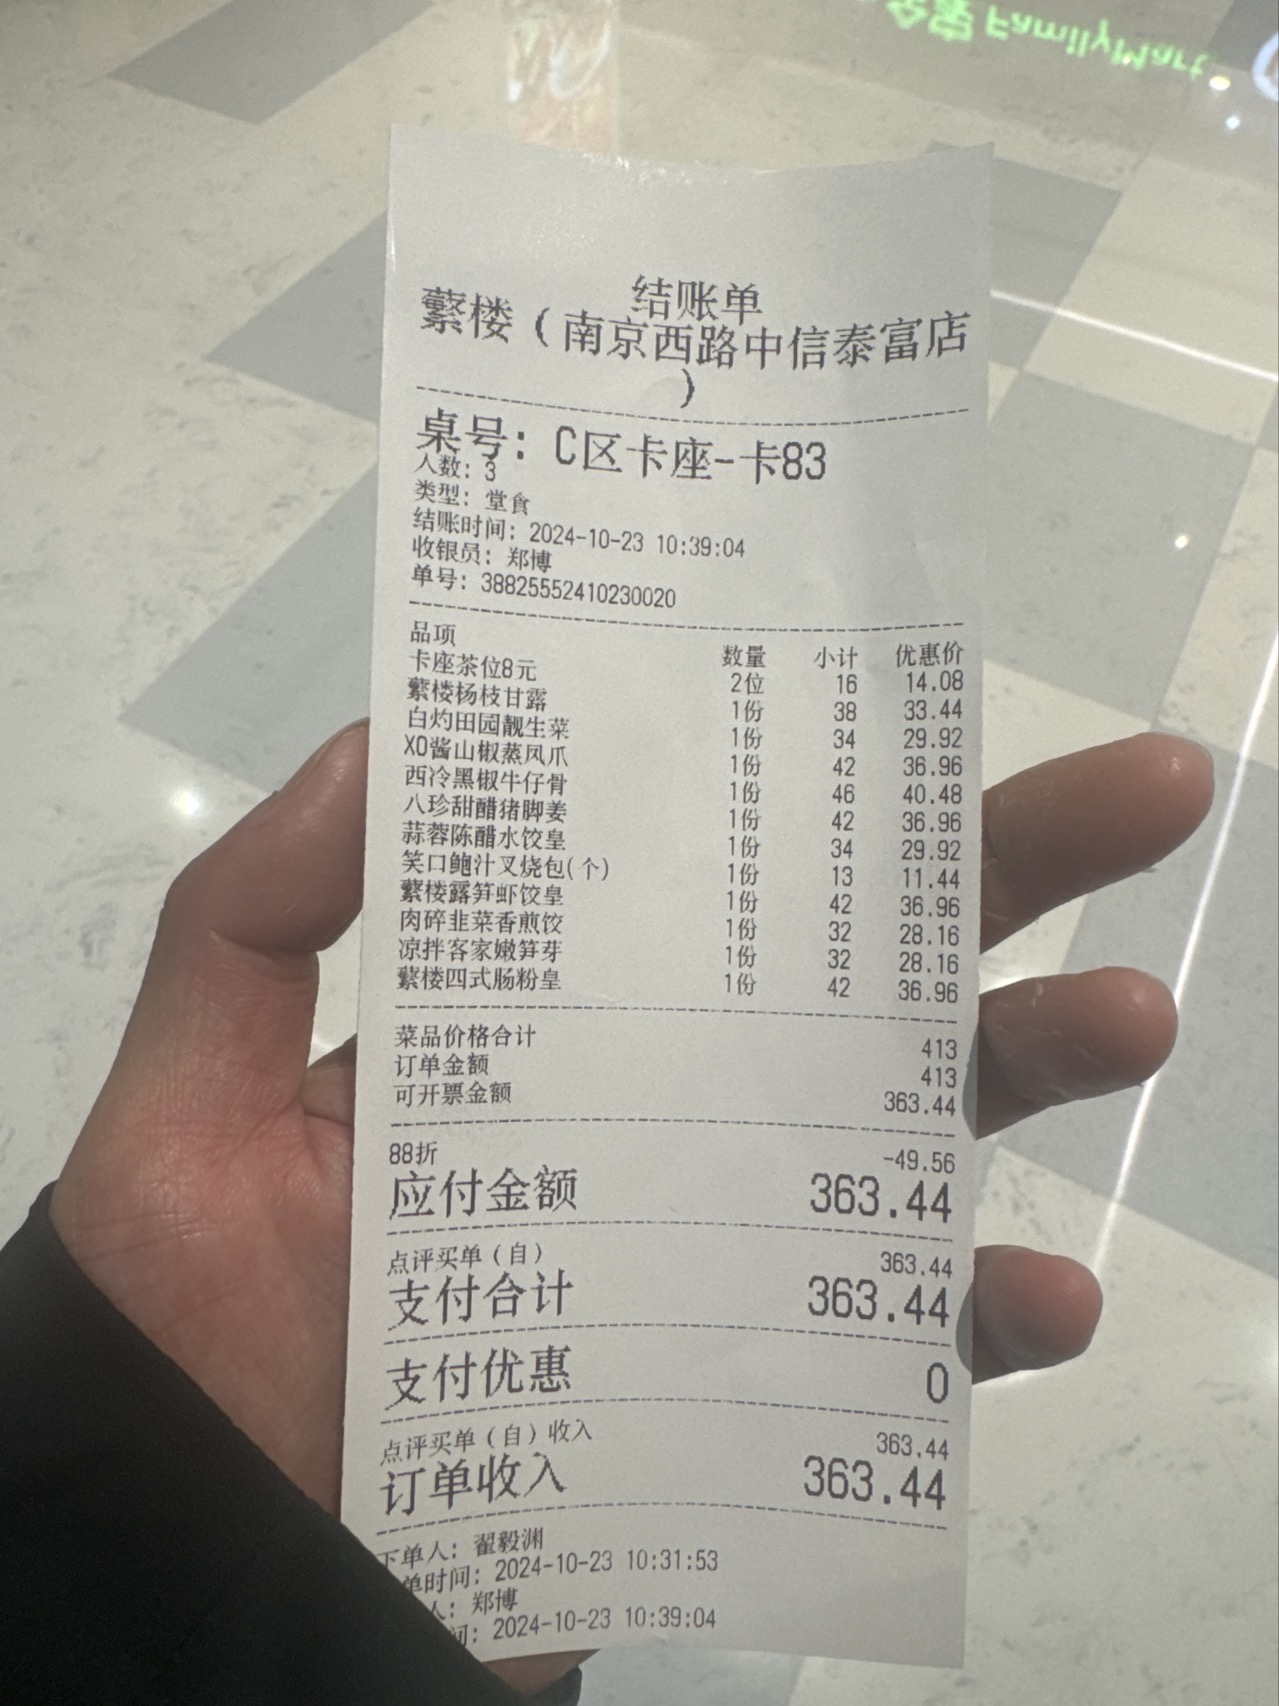 FamilyMart
结账单
蘩楼（南京西路中信泰富店
）
桌号: C区卡座-卡83
人数: 3
类型: 堂食
结账时间: 2024-10-23 10:39:04
收银员: 郑博
单号: 38825552410230020
品项 数量 小计 优惠价
卡座茶位8元 2位 16 14.08
蘩楼杨枝甘露 1份 38 33.44
白灼田园靓生菜 1份 34 29.92
XO酱山椒蒸凤爪 1份 42 36.96
西冷黑椒牛仔骨 1份 46 40.48
八珍甜醋猪脚姜 1份 42 36.96
蒜蓉陈醋水饺皇 1份 34 29.92
笑口鲍汁叉烧包(个) 1份 13 11.44
蘩楼露笋虾饺皇 1份 42 36.96
肉碎韭菜香煎饺 1份 32 28.16
凉拌客家嫩笋芽 1份 32 28.16
蘩楼四式肠粉皇 1份 42 36.96
菜品价格合计 413
订单金额 413
可开票金额 363.44
88折 -49.56
应付金额 363.44
点评买单（自） 363.44
支付合计 363.44
支付优惠 0
点评买单（自）收入 363.44
订单收入 363.44
下单人: 翟毅渊
单时间: 2024-10-23 10:31:53
人: 郑博
间: 2024-10-23 10:39:04